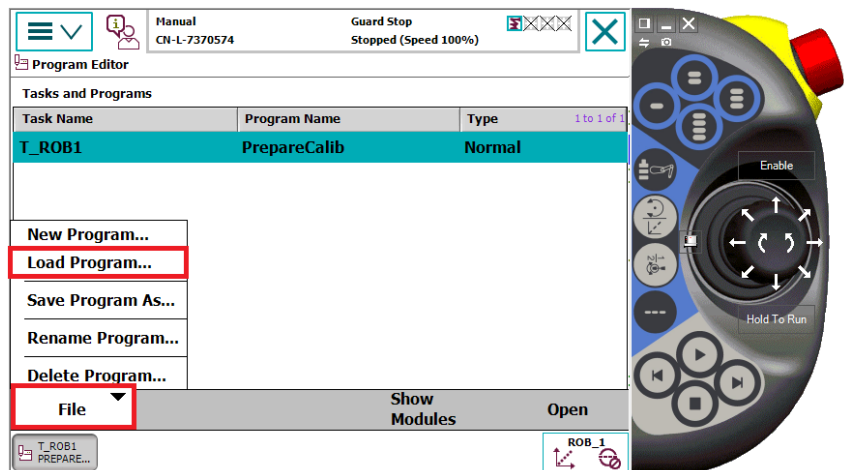 Manual
CN-L-7370574
Guard Stop
Stopped (Speed 100%)
Program Editor
Tasks and Programs
Task Name
Program Name
Type
1 to 1 of 1
T_ROB1
PrepareCalib
Normal
New Program...
Load Program...
Save Program As...
Rename Program...
Delete Program...
File
Show
Modules
Open
T_ROB1
PREPARE...
ROB_1
Enable
Hold To Run